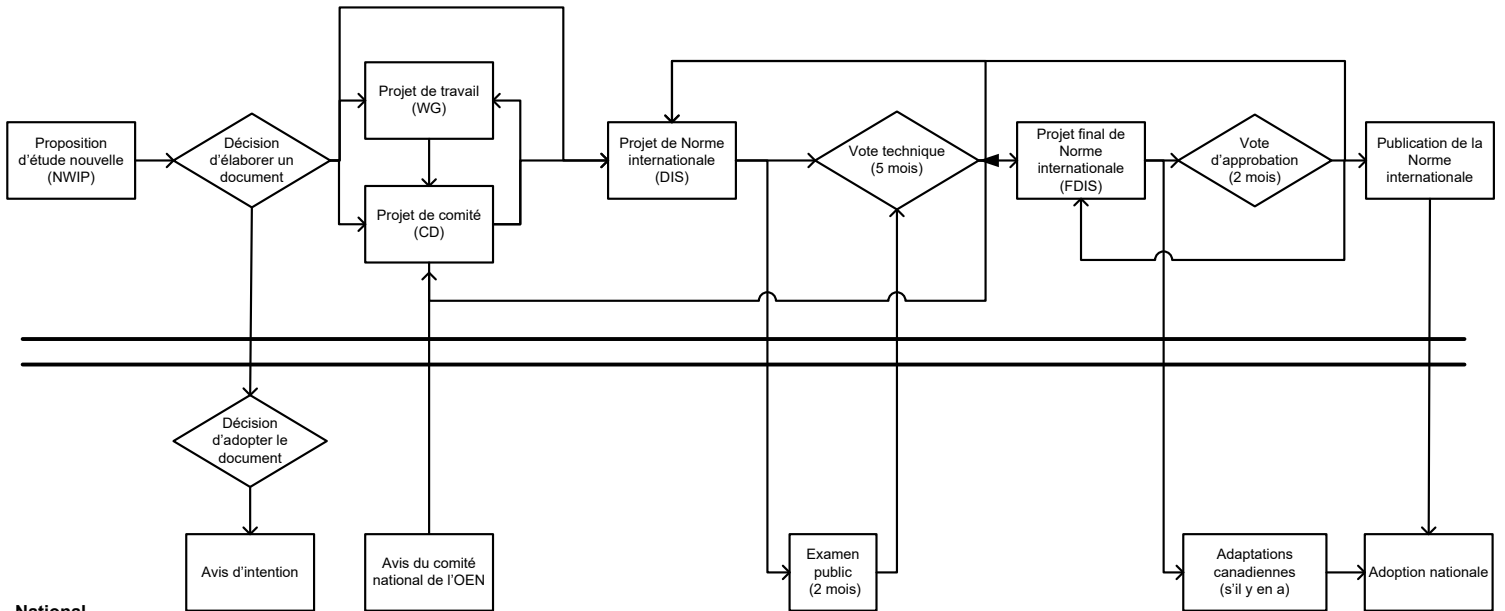 Proposition
d'étude nouvelle
(NWIP)
Décision
d'élaborer un
document
Projet de travail
(WG)
Projet de comité
(CD)
Projet de Norme
internationale
(DIS)
Vote technique
(5 mois)
Projet final de
Norme
internationale
(FDIS)
Vote
d'approbation
(2 mois)
Publication de la
Norme
internationale
Décision
d'adopter le
document
Avis d'intention
Avis du comité
national de l'OEN
Examen
public
(2 mois)
Adaptations
canadiennes
(s'il y en a)
Adoption nationale
National